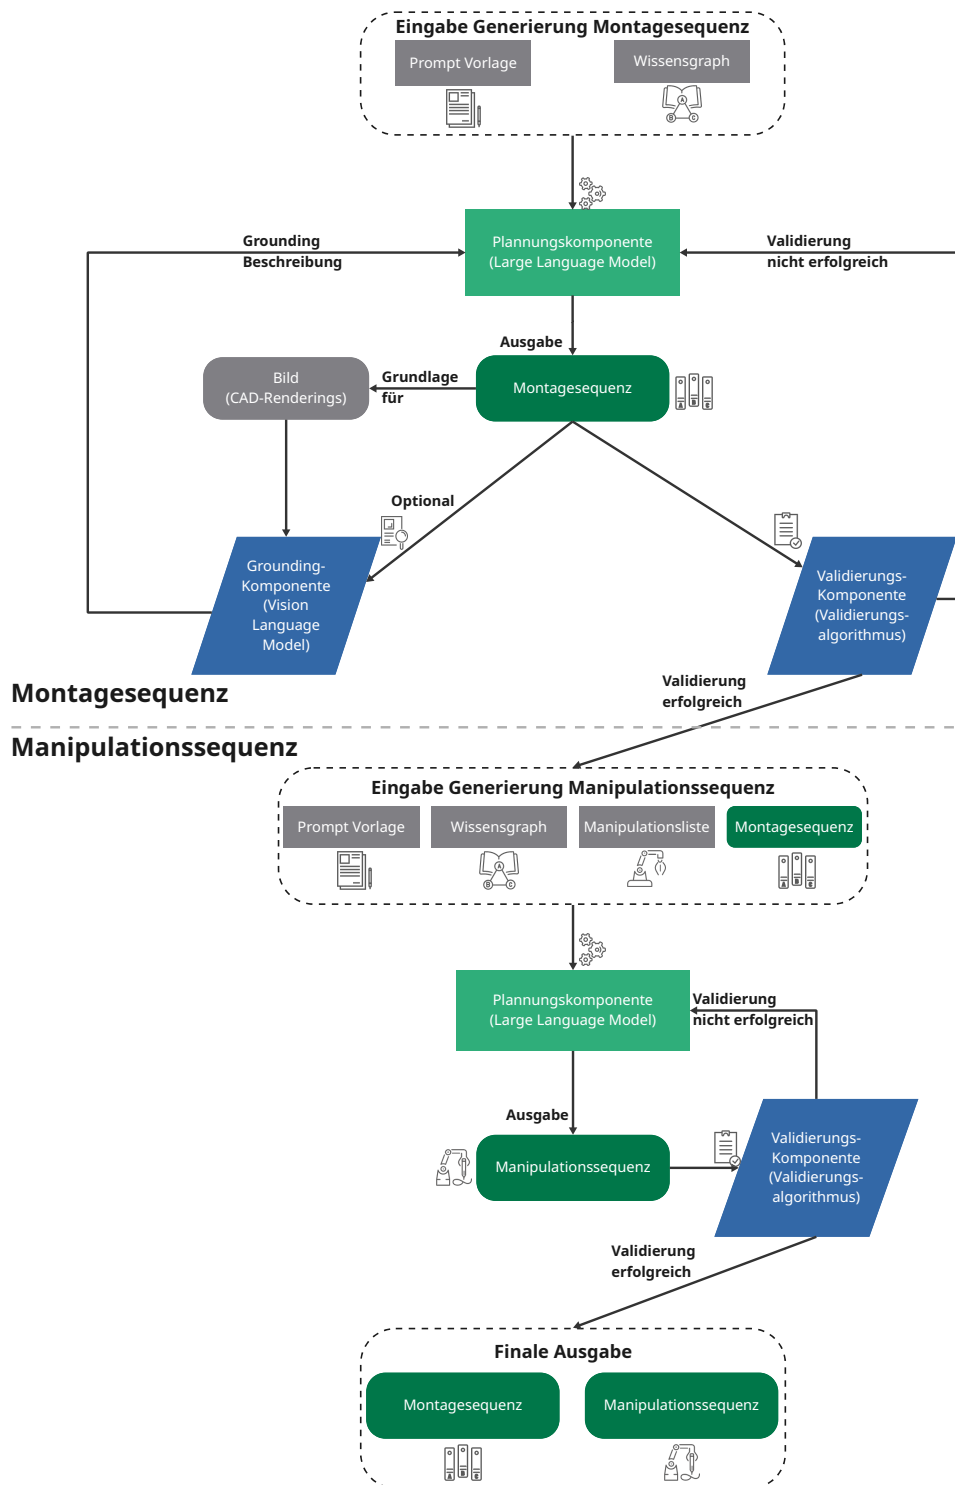 Eingabe Generierung Montagesequenz
Prompt Vorlage
Wissensgraph
Plannungskomponente
(Large Language Model)
Grounding
Beschreibung
Validierung
nicht erfolgreich
Ausgabe
Montagesequenz
Grundlage
für
Bild
(CAD-Renderings)
Optional
Grounding-
Komponente
(Vision
Language
Model)
Validierungs-
Komponente
(Validierungs-
algorithmus)
Validierung
erfolgreich
Montagesequenz
Manipulationssequenz
Eingabe Generierung Manipulationssequenz
Prompt Vorlage
Wissensgraph
Manipulationsliste
Montagesequenz
Plannungskomponente
(Large Language Model)
Validierung
nicht erfolgreich
Ausgabe
Manipulationssequenz
Validierungs-
Komponente
(Validierungs-
algorithmus)
Validierung
erfolgreich
Finale Ausgabe
Montagesequenz
Manipulationssequenz